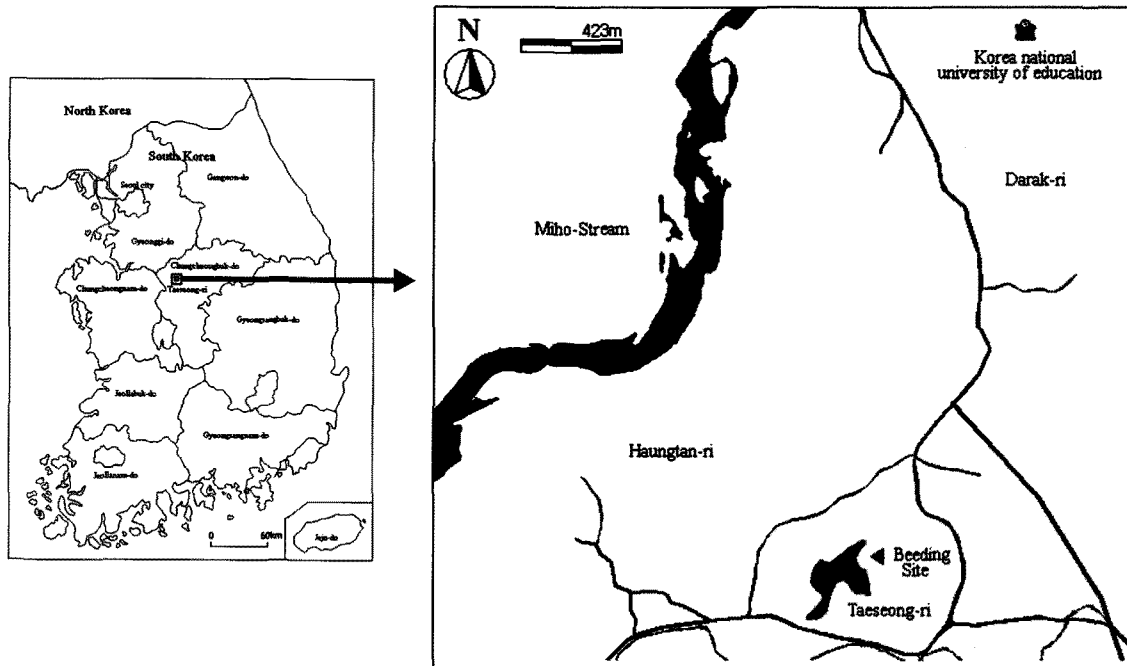 North Korea
South Korea
Seoul city
Gangwon-do
Gyeonggi-do
Chungcheongbuk-do
Chungcheongnam-do
Taeseong-ri
Gyeongsangbuk-do
Jeollabuk-do
Gyeongsangnam-do
Jeollanam-do
0 60km
Jeju-do
N
423m
Korea national
university of education
Darak-ri
Miho-Stream
Haungtan-ri
Beeding
Site
Taeseong-ri